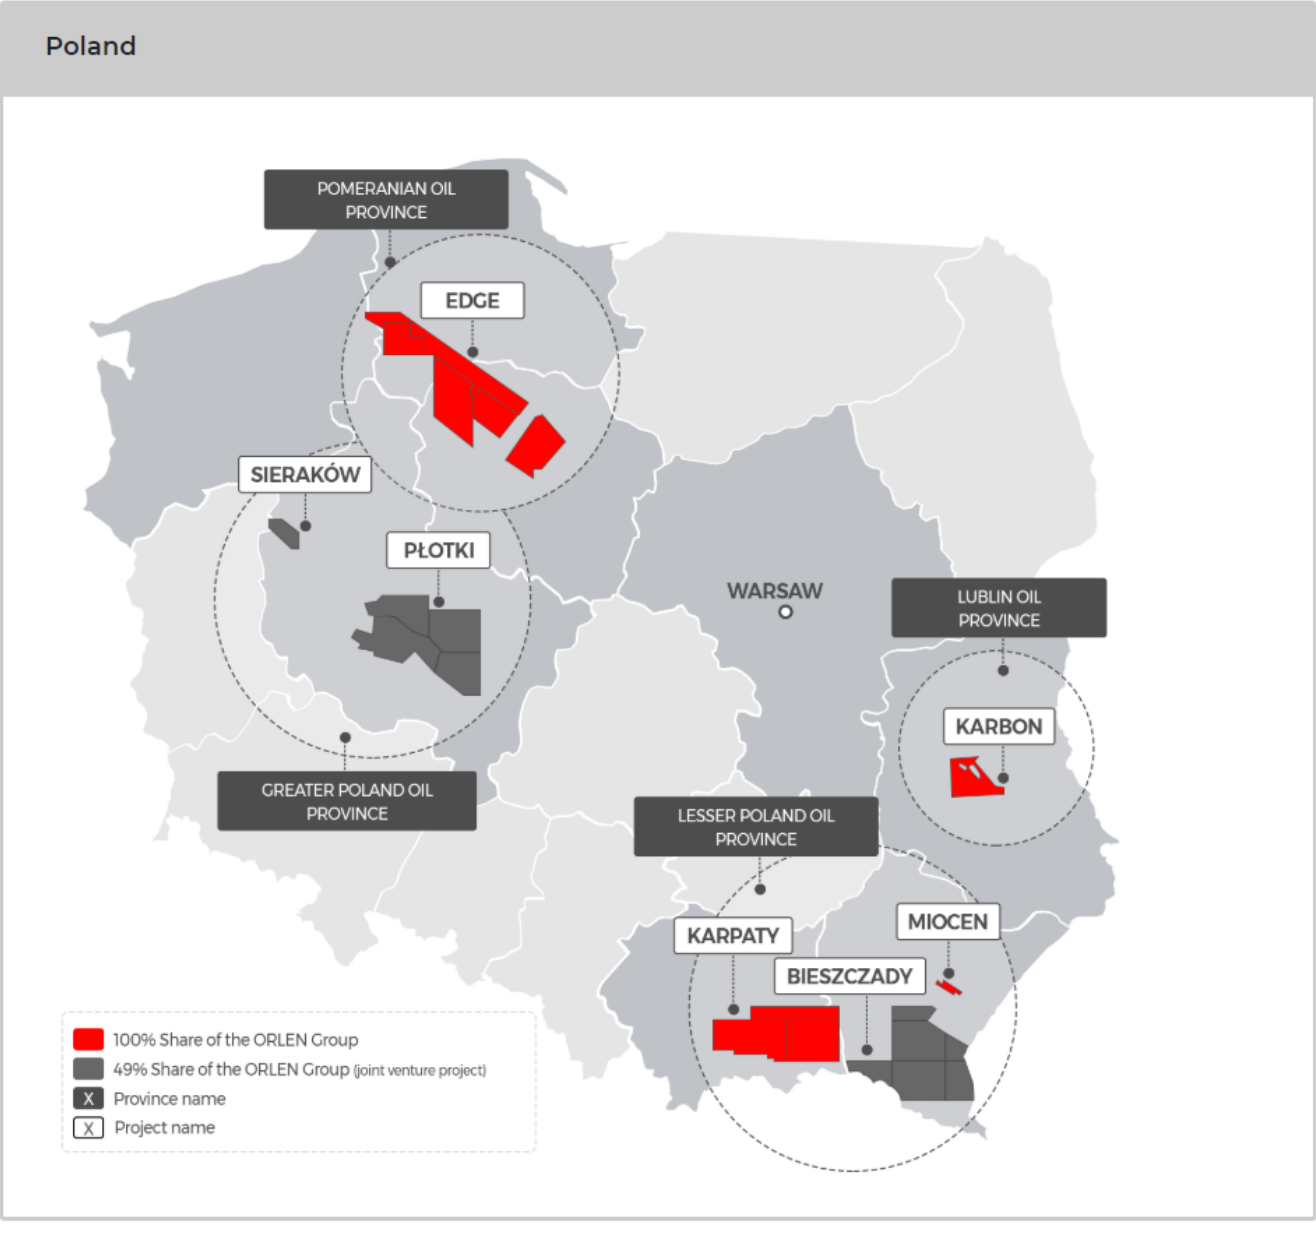 Poland
POMERANIAN OIL
PROVINCE
EDGE
SIERAKÓW
PŁOTKI
WARSAW
LUBLIN OIL
PROVINCE
KARBON
GREATER POLAND OIL
PROVINCE
LESSER POLAND OIL
PROVINCE
MIOCEN
KARPATY
BIESZCZADY
100% Share of the ORLEN Group
49% Share of the ORLEN Group (joint venture project)
X Province name
X Project name